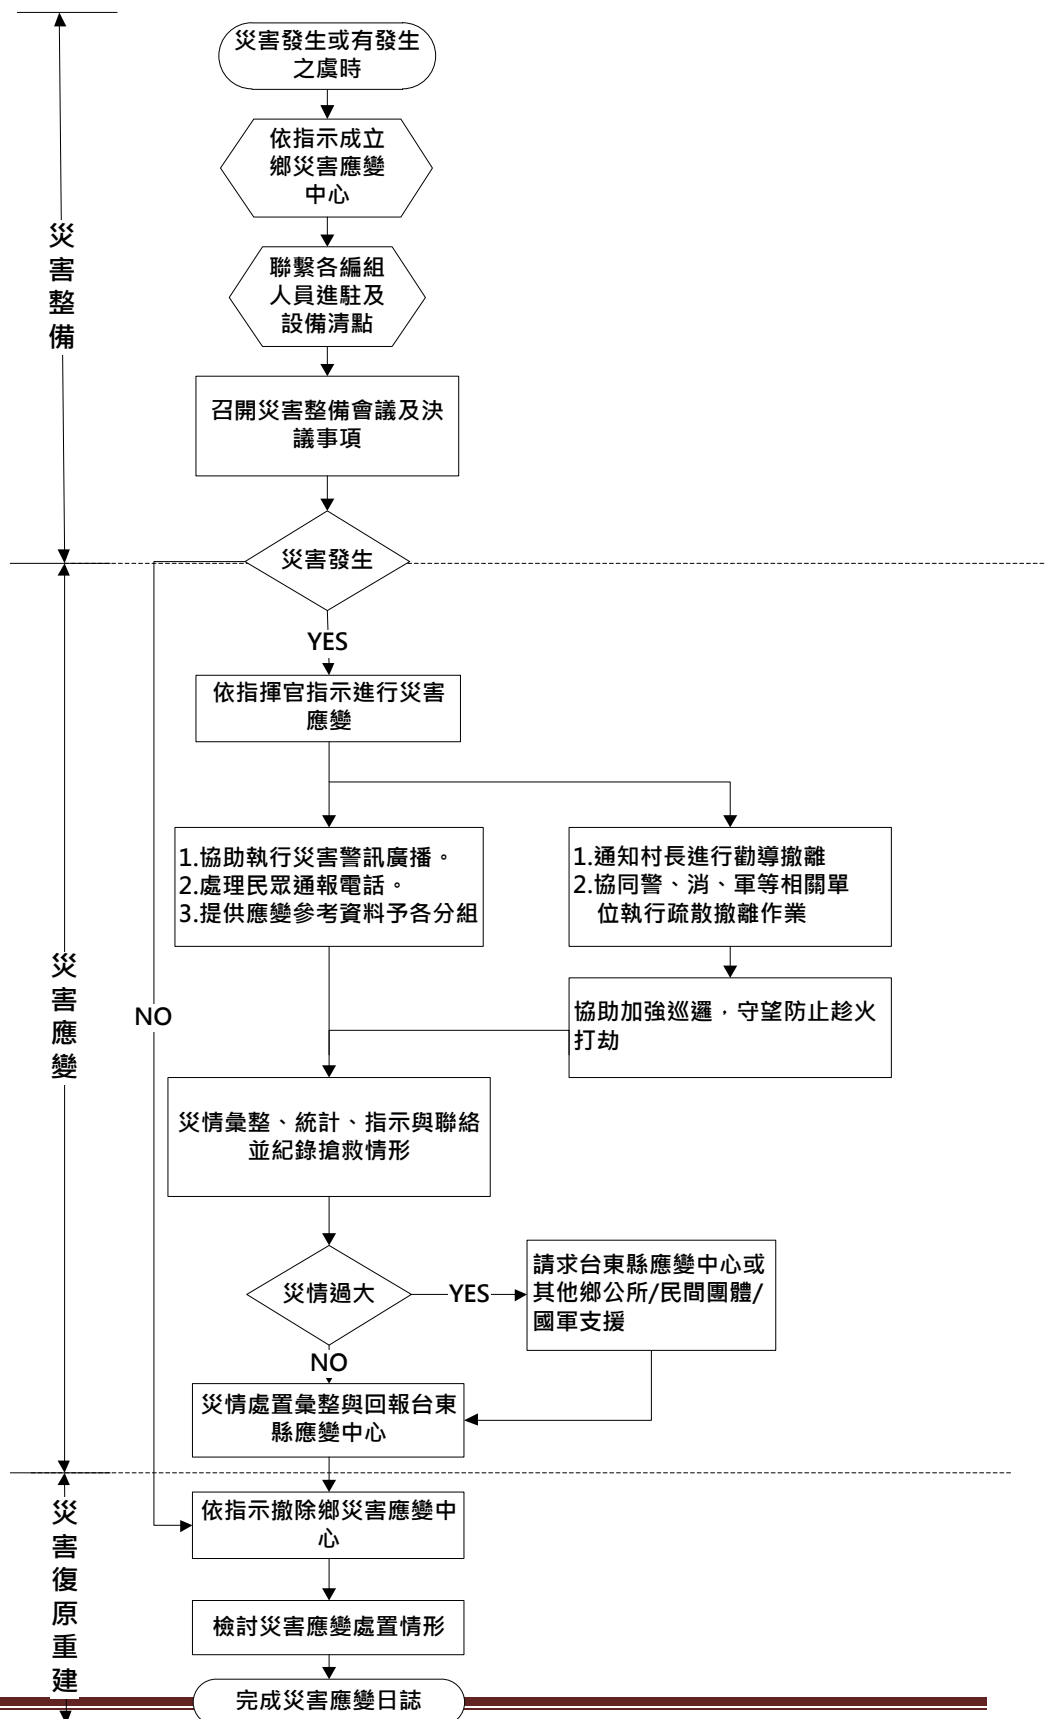 災害發生或有發生
之虞時
依指示成立
鄉災害應變
中心
聯繫各編組
人員進駐及
設備清點
災害整備
召開災害整備會議及決
議事項
災害發生
YES
依指揮官指示進行災害
應變
1.協助執行災害警訊廣播。
2.處理民眾通報電話。
3.提供應變參考資料予各分組
1.通知村長進行勸導撤離
2.協同警、消、軍等相關單
位執行疏散撤離作業
災害應變
NO
協助加強巡邏，守望防止趁火
打劫
災情彙整、統計、指示與聯絡
並紀錄搶救情形
災情過大
YES
請求台東縣應變中心或
其他鄉公所/民間團體/
國軍支援
NO
災情處置彙整與回報台東
縣應變中心
災害復原重建
依指示撤除鄉災害應變中
心
檢討災害應變處置情形
完成災害應變日誌